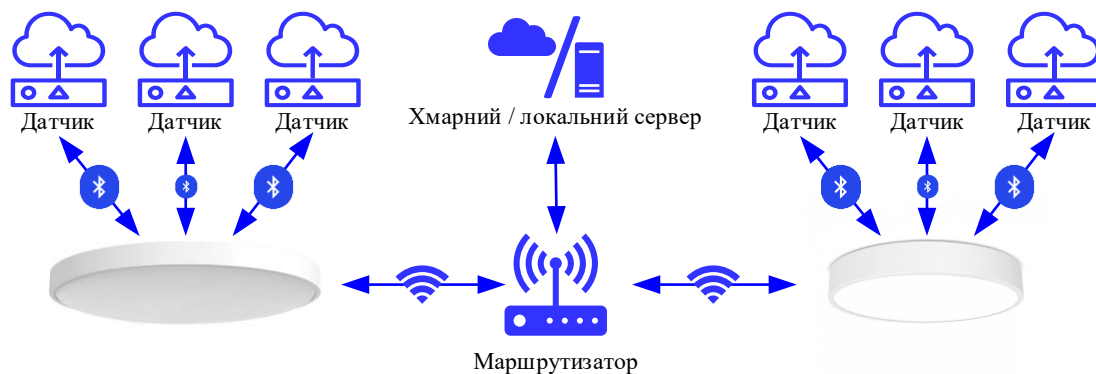 Датчик Датчик Датчик
Хмарний / локальний сервер
Датчик Датчик Датчик
Маршрутизатор